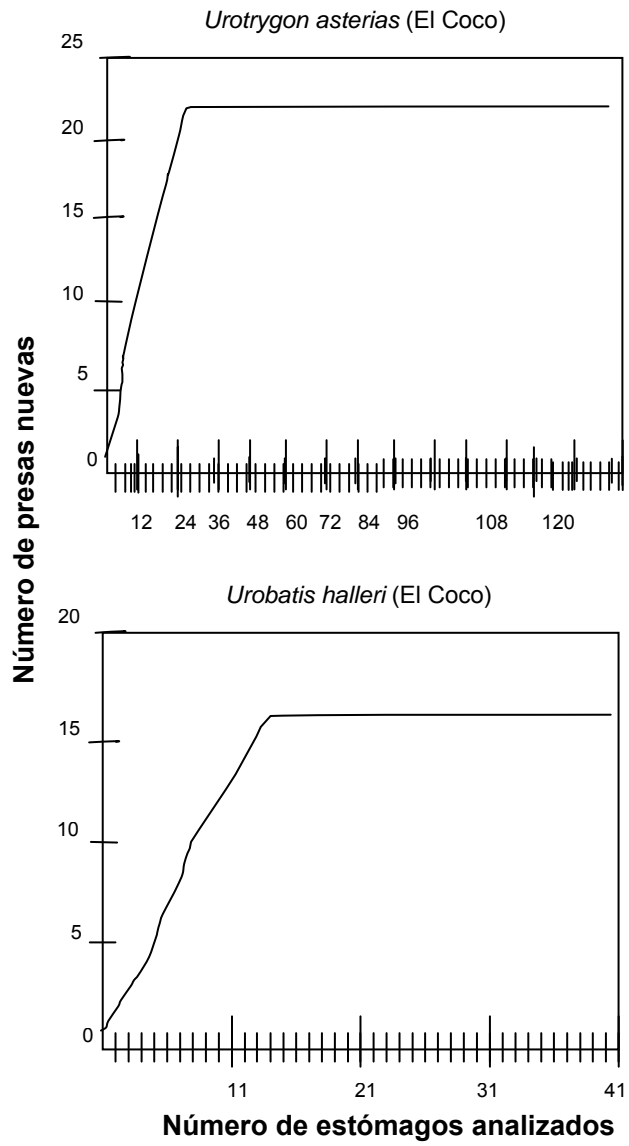 Urotrygon asterias (El Coco)
25
20
15
10
5
0
12 24 36 48 60 72 84 96 108 120
Número de presas nuevas
Urobatis halleri (El Coco)
20
15
10
5
0
11 21 31 41
Número de estómagos analizados